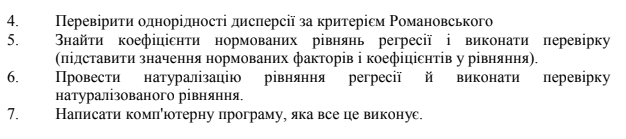 4. Перевірити однорідності дисперсії за критерієм Романовського
5. Знайти коефіцієнти нормованих рівнянь регресії і виконати перевірку
(підставити значення нормованих факторів і коефіцієнтів у рівняння).
6. Провести натуралізацію рівняння регресії й виконати перевірку
натуралізованого рівняння.
7. Написати комп'ютерну програму, яка все це виконує.